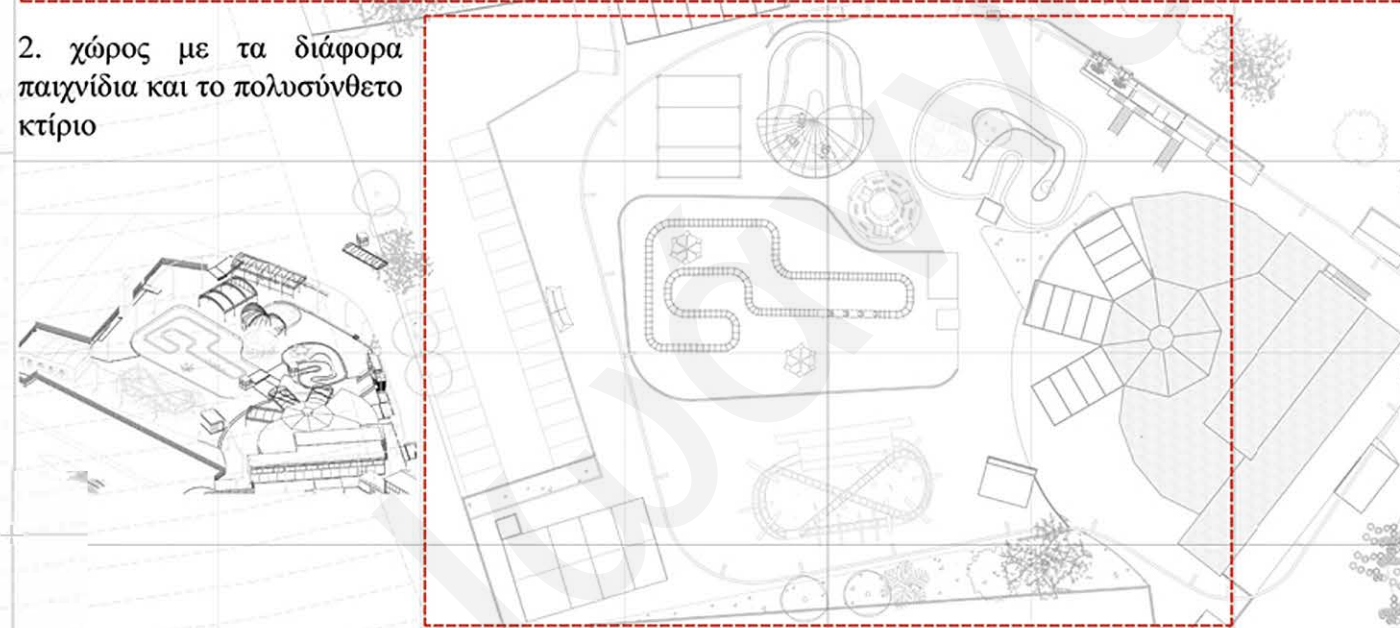 2. χώρος με τα διάφορα
παιχνίδια και το πολυσύνθετο
κτίριο